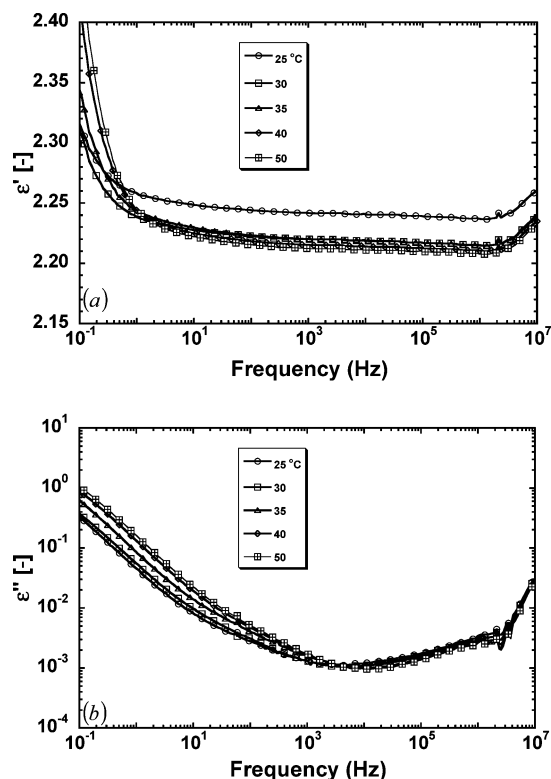 2.40
2.35
2.30
2.25
2.20
2.15
ε' [-]
25 °C
30
35
40
50
(a)
10⁻¹ 10¹ 10³ 10⁵ 10⁷
Frequency (Hz)
10¹
10⁰
10⁻¹
10⁻²
10⁻³
10⁻⁴
ε" [-]
25 °C
30
35
40
50
(b)
10⁻¹ 10¹ 10³ 10⁵ 10⁷
Frequency (Hz)